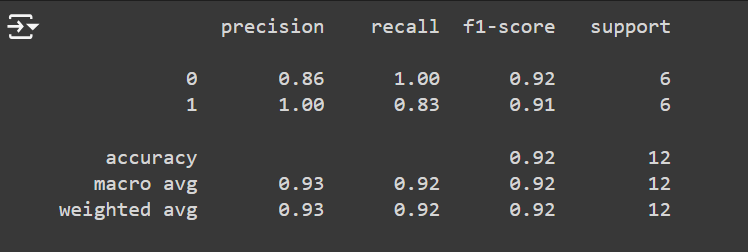 precision recall f1-score support
0 0.86 1.00 0.92 6
1 1.00 0.83 0.91 6
accuracy 0.92 12
macro avg 0.93 0.92 0.92 12
weighted avg 0.93 0.92 0.92 12